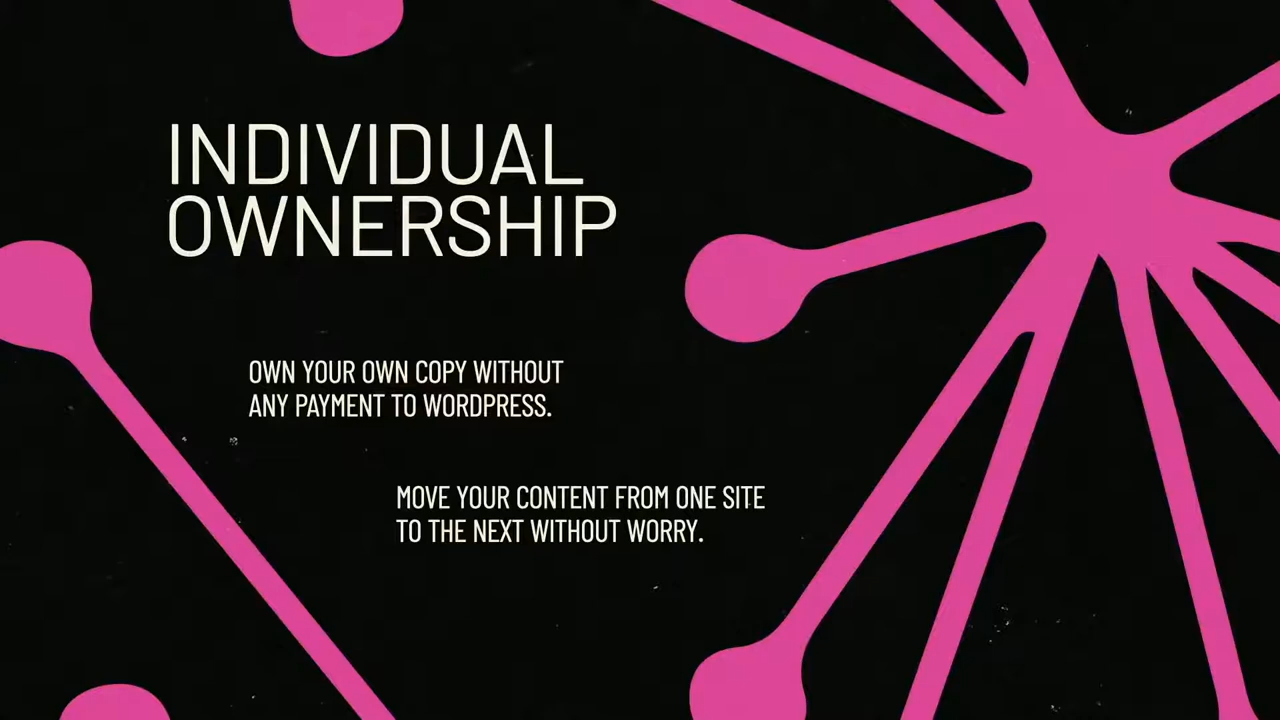 INDIVIDUAL
OWNERSHIP
OWN YOUR OWN COPY WITHOUT
ANY PAYMENT TO WORDPRESS.
MOVE YOUR CONTENT FROM ONE SITE
TO THE NEXT WITHOUT WORRY.